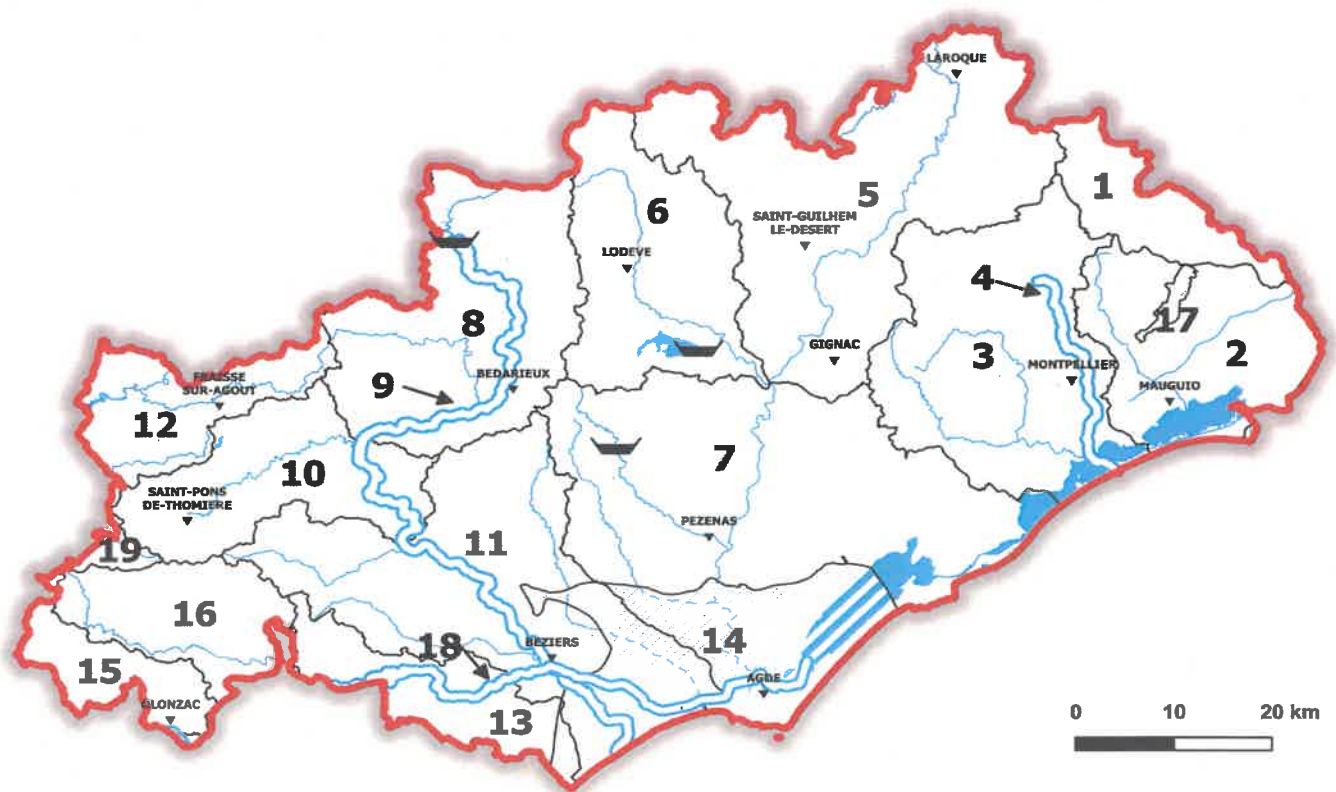 LAROQUE
1
5
6
SAINT-GUILHEM
LE-DESERT
LODEVE
4
17
8
GIGNAC
3
2
MONTPELLIER
BEDARIEUX
9
FRAISSE
SUR-AGOUT
MAUGUIO
12
7
10
SAINT-PONS
DE-THOMIERE
PEZENAS
11
19
16
14
18
BEZIERS
15
AGDE
OLONZAC
13
0 10 20 km